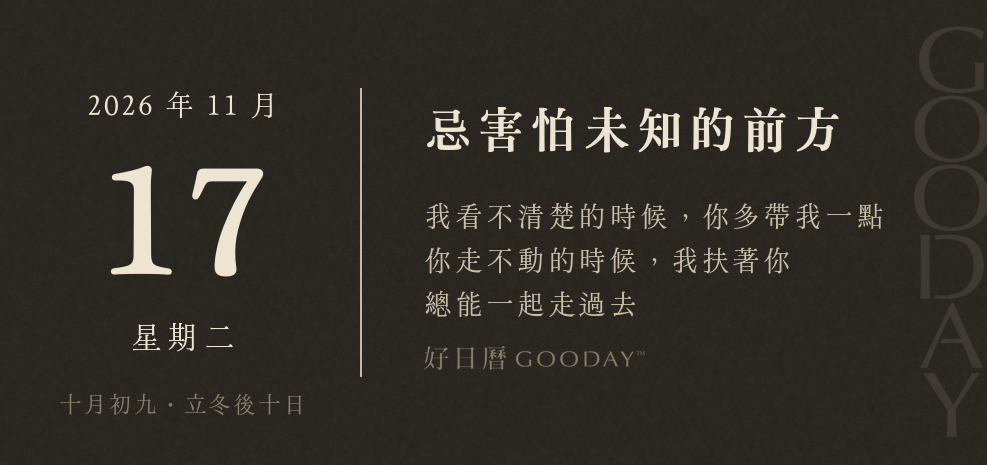 2026 年 11 月
17
星期二
十月初九・立冬後十日
忌害怕未知的前方
我看不清楚的時候，你多帶我一點
你走不動的時候，我扶著你
總能一起走過去
好日曆 GOODAY™
GOODAY